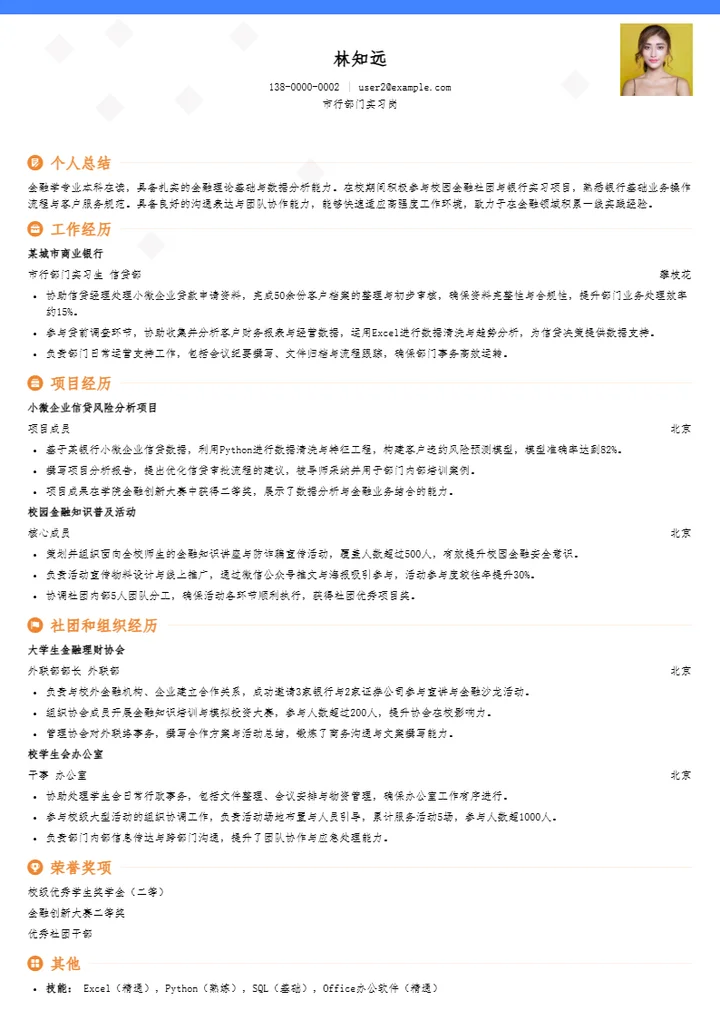 林知远
138-0000-0002 | user2@example.com
市行部门实习岗
个人总结
金融学专业本科在读，具备扎实的金融理论基础与数据分析能力。在校期间积极参与校园金融社团与银行实习项目，熟悉银行基础业务操作
流程与客户服务规范。具备良好的沟通表达与团队协作能力，能够快速适应高强度工作环境，致力于在金融领域积累一线实践经验。
工作经历
某城市商业银行
市行部门实习生 信贷部 攀枝花
• 协助信贷经理处理小微企业贷款申请资料，完成50余份客户档案的整理与初步审核，确保资料完整性与合规性，提升部门业务处理效率
约15%。
• 参与贷前调查环节，协助收集并分析客户财务报表与经营数据，运用Excel进行数据清洗与趋势分析，为信贷决策提供数据支持。
• 负责部门日常运营支持工作，包括会议纪要撰写、文件归档与流程跟踪，确保部门事务高效运转。
项目经历
小微企业信贷风险分析项目
项目成员 北京
• 基于某银行小微企业信贷数据，利用Python进行数据清洗与特征工程，构建客户违约风险预测模型，模型准确率达到82%。
• 撰写项目分析报告，提出优化信贷审批流程的建议，被导师采纳并用于部门内部培训案例。
• 项目成果在学院金融创新大赛中获得二等奖，展示了数据分析与金融业务结合的能力。
校园金融知识普及活动
核心成员 北京
• 策划并组织面向全校师生的金融知识讲座与防诈骗宣传活动，覆盖人数超过500人，有效提升校园金融安全意识。
• 负责活动宣传物料设计与线上推广，通过微信公众号推文与海报吸引参与，活动参与度较往年提升30%。
• 协调社团内部5人团队分工，确保活动各环节顺利执行，获得社团优秀项目奖。
社团和组织经历
大学生金融理财协会
外联部部长 外联部 北京
• 负责与校外金融机构、企业建立合作关系，成功邀请3家银行与2家证券公司参与宣讲与金融沙龙活动。
• 组织协会成员开展金融知识培训与模拟投资大赛，参与人数超过200人，提升协会在校影响力。
• 管理协会对外联络事务，撰写合作方案与活动总结，锻炼了商务沟通与文案撰写能力。
校学生会办公室
干事 办公室 北京
• 协助处理学生会日常行政事务，包括文件整理、会议安排与物资管理，确保办公室工作有序进行。
• 参与校级大型活动的组织协调工作，负责活动场地布置与人员引导，累计服务活动5场，参与人数超1000人。
• 负责部门内部信息传达与跨部门沟通，提升了团队协作与应急处理能力。
荣誉奖项
校级优秀学生奖学金（二等）
金融创新大赛二等奖
优秀社团干部
其他
• 技能： Excel（精通），Python（熟练），SQL（基础），Office办公软件（精通）